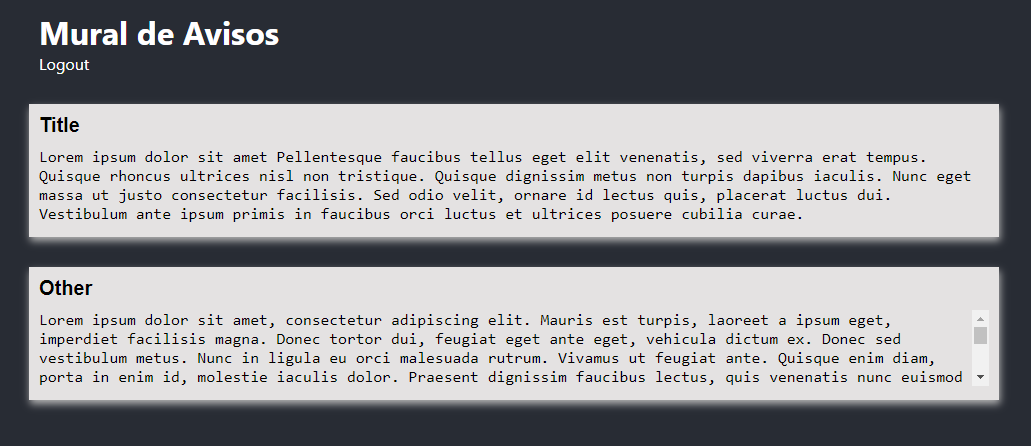 Mural de Avisos
Logout
Title
Lorem ipsum dolor sit amet Pellentesque faucibus tellus eget elit venenatis, sed viverra erat tempus.
Quisque rhoncus ultrices nisl non tristique. Quisque dignissim metus non turpis dapibus iaculis. Nunc eget
massa ut justo consectetur facilisis. Sed odio velit, ornare id lectus quis, placerat luctus dui.
Vestibulum ante ipsum primis in faucibus orci luctus et ultrices posuere cubilia curae.
Other
Lorem ipsum dolor sit amet, consectetur adipiscing elit. Mauris est turpis, laoreet a ipsum eget,
imperdiet facilisis magna. Donec tortor dui, feugiat eget ante eget, vehicula dictum ex. Donec sed
vestibulum metus. Nunc in ligula eu orci malesuada rutrum. Vivamus ut feugiat ante. Quisque enim diam,
porta in enim id, molestie iaculis dolor. Praesent dignissim faucibus lectus, quis venenatis nunc euismod